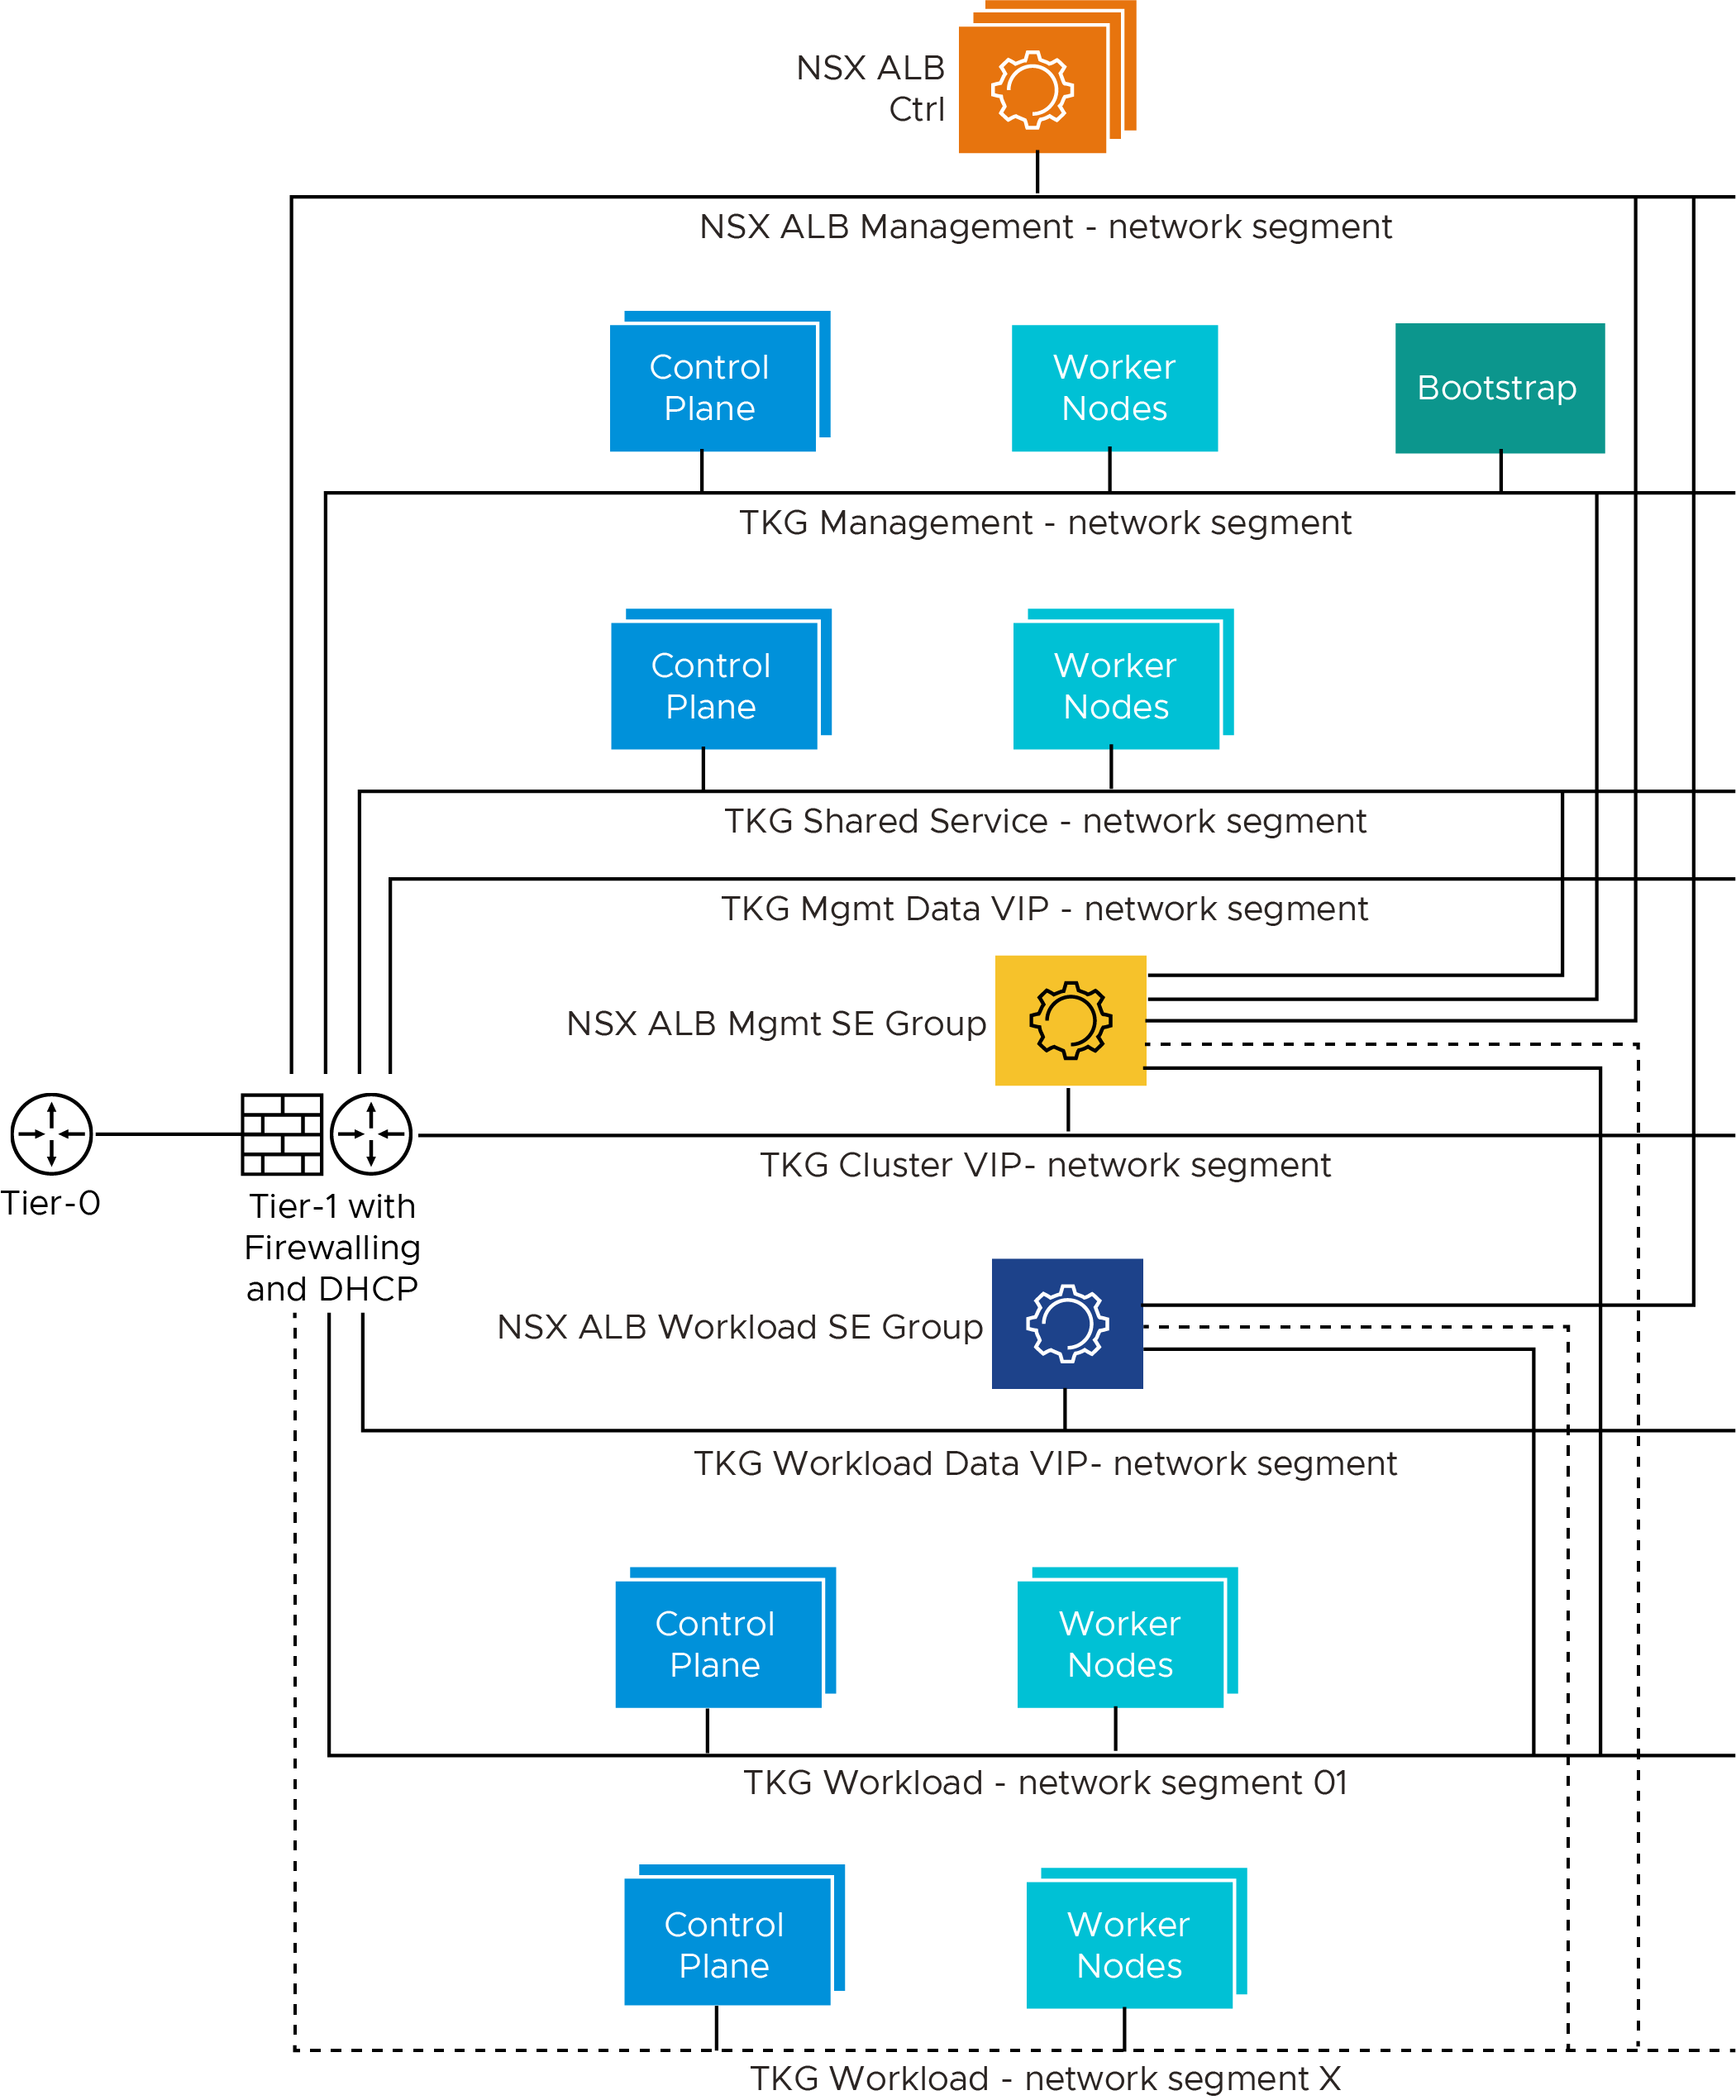 NSX ALB
Ctrl
NSX ALB Management - network segment
Control
Plane
Worker
Nodes
Bootstrap
TKG Management - network segment
Control
Plane
Worker
Nodes
TKG Shared Service - network segment
TKG Mgmt Data VIP - network segment
NSX ALB Mgmt SE Group
TKG Cluster VIP- network segment
Tier-0
Tier-1 with
Firewalling
and DHCP
NSX ALB Workload SE Group
TKG Workload Data VIP- network segment
Control
Plane
Worker
Nodes
TKG Workload - network segment 01
Control
Plane
Worker
Nodes
TKG Workload - network segment X